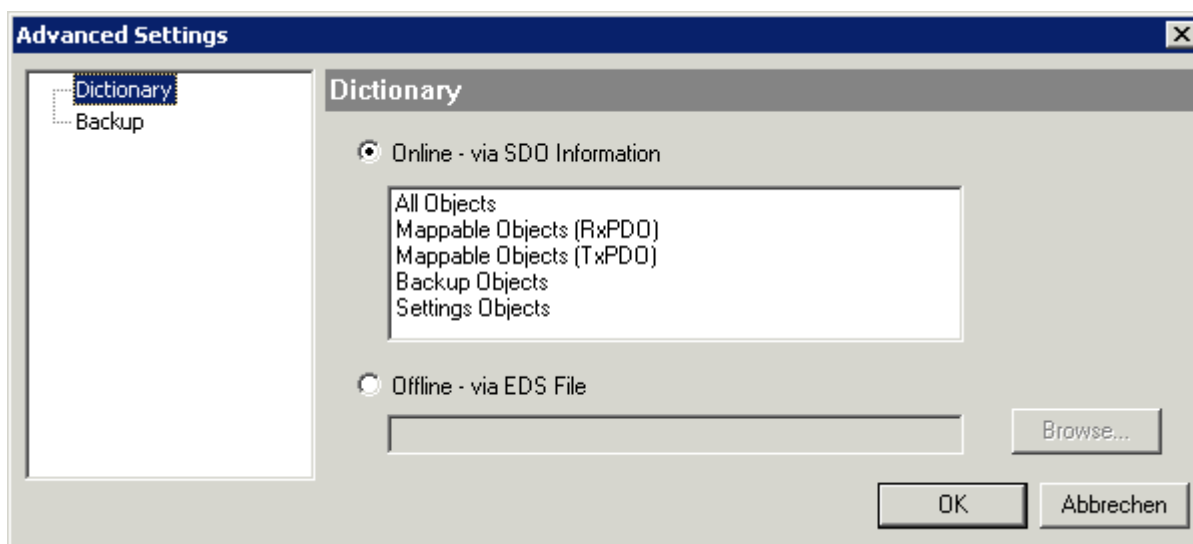 Advanced Settings
Dictionary
Backup
Dictionary
Online - via SDO Information
All Objects
Mappable Objects (RxPDO)
Mappable Objects (TxPDO)
Backup Objects
Settings Objects
Offline - via EDS File
Browse...
OK
Abbrechen